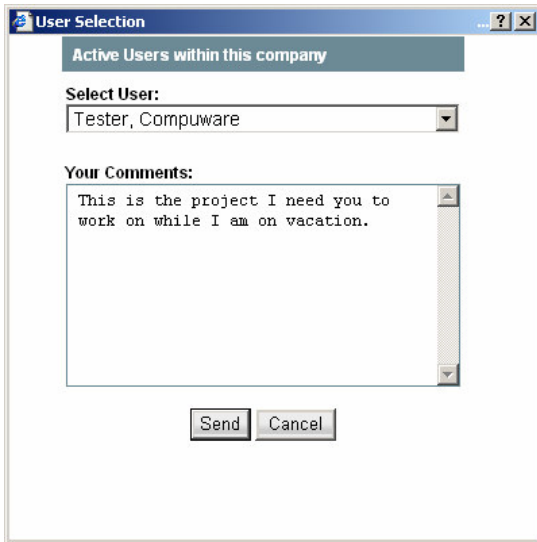 User Selection ... ? X
Active Users within this company
Select User:
Tester, Compuware
Your Comments:
This is the project I need you to
work on while I am on vacation.
Send Cancel